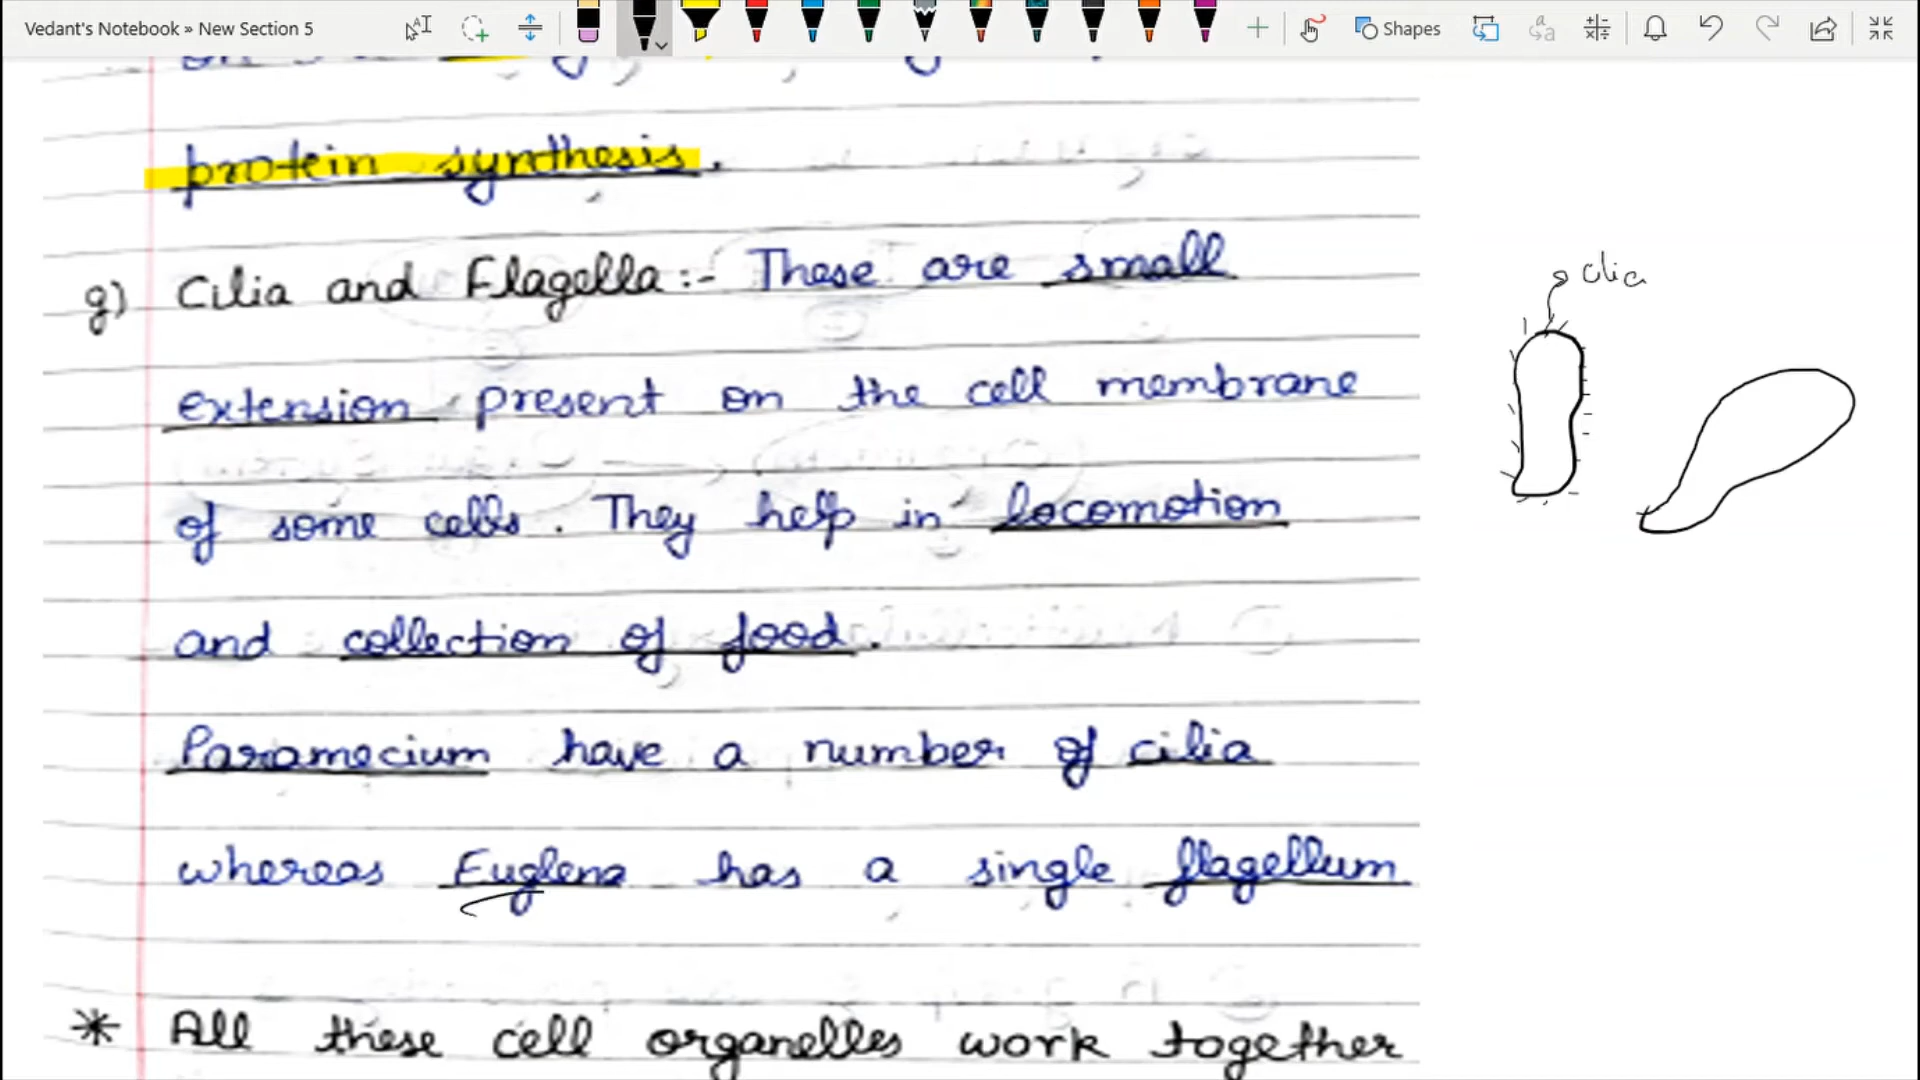 Vedant's Notebook » New Section 5
Shapes
protein synthesis.
g) Cilia and Flagella:- These are small
extension present on the cell membrane
of some cells. They help in locomotion
and collection of food.
Paramecium have a number of cilia
whereas Euglena has a single flagellum
* All these cell organelles work together
cilia